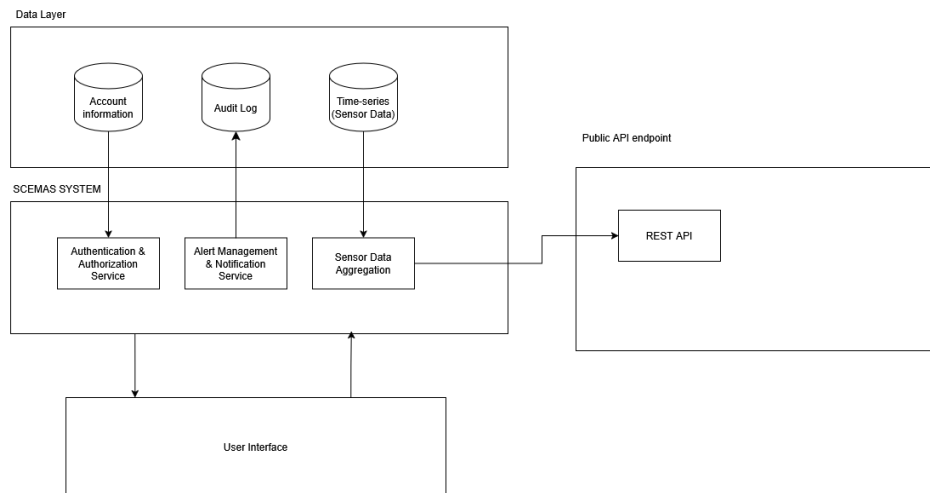 Data Layer
Account
information
Audit Log
Time-series
(Sensor Data)
Public API endpoint
SCEMAS SYSTEM
Authentication &
Authorization
Service
Alert Management
& Notification
Service
Sensor Data
Aggregation
REST API
User Interface